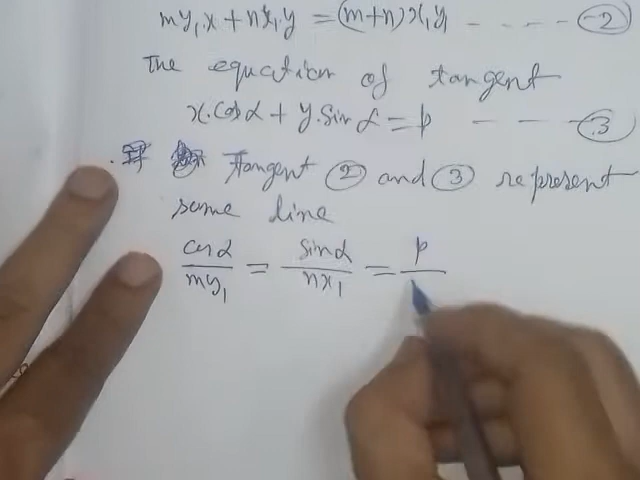 my₁x + nx₁y = (m+n)x₁y₁ - - - - - ②
The equation of tangent
x.cosα + y.sinα = p - - - ③
Tangent ② and ③ represent
same line
cosα/my₁ = sinα/nx₁ = p/